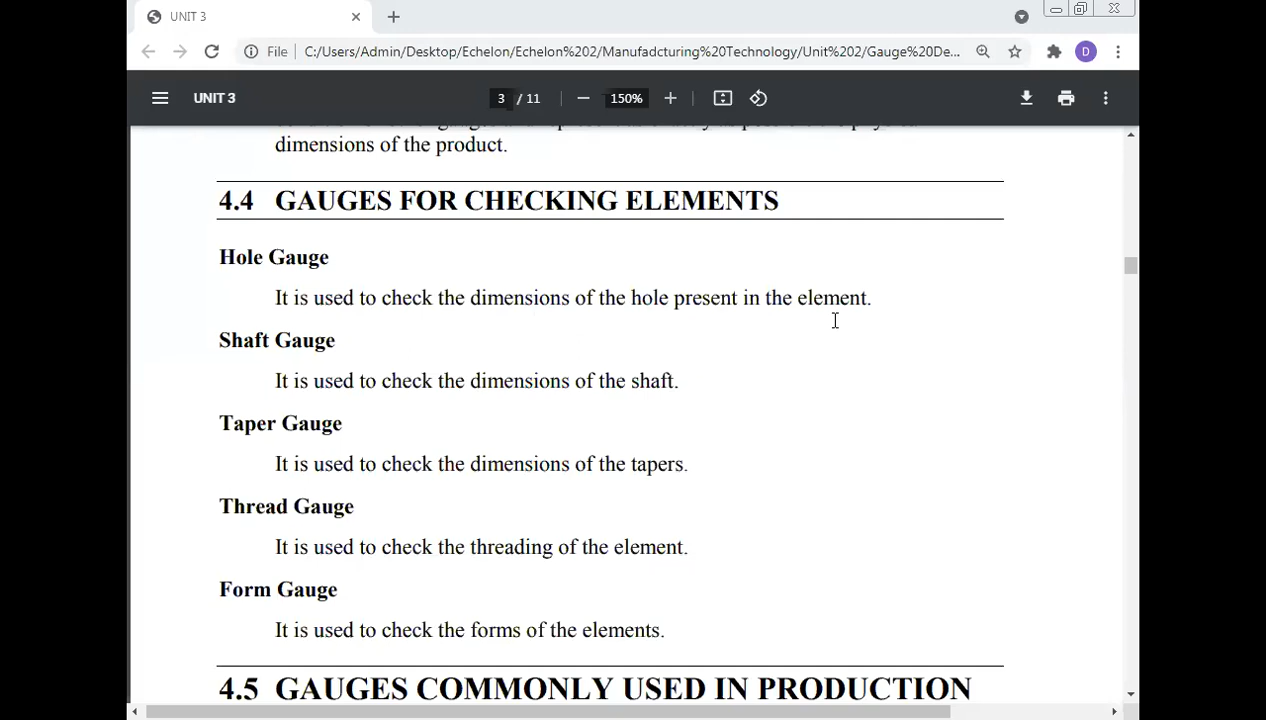 UNIT 3
File
C:/Users/Admin/Desktop/Echelon/Echelon%202/Manufadcturing%20Technology/Unit%202/Gauge%20De...
D
UNIT 3
3 / 11
150%
dimensions of the product.
4.4 GAUGES FOR CHECKING ELEMENTS
Hole Gauge
It is used to check the dimensions of the hole present in the element.
Shaft Gauge
It is used to check the dimensions of the shaft.
Taper Gauge
It is used to check the dimensions of the tapers.
Thread Gauge
It is used to check the threading of the element.
Form Gauge
It is used to check the forms of the elements.
4.5 GAUGES COMMONLY USED IN PRODUCTION